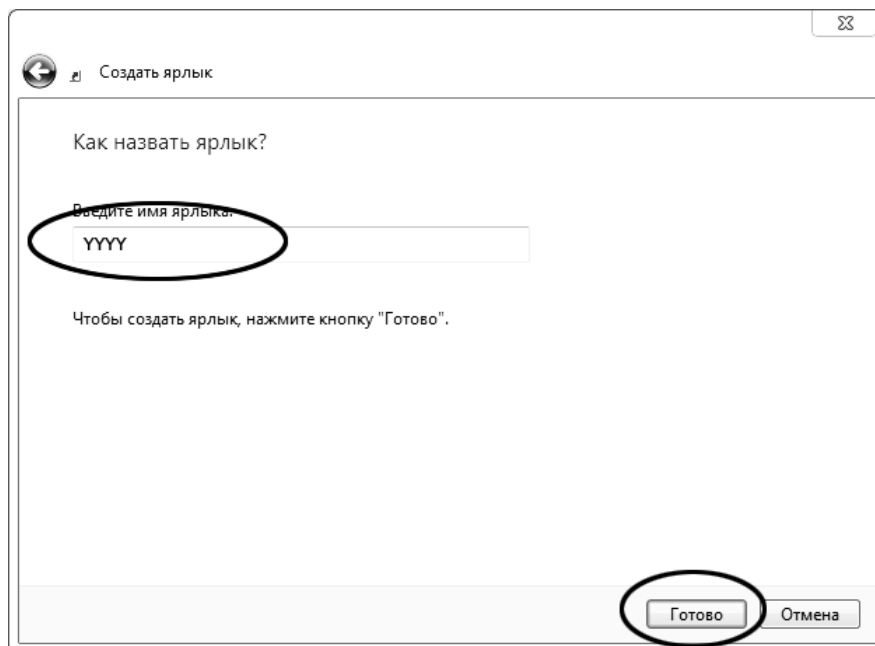 Создать ярлык
Как назвать ярлык?
Введите имя ярлыка:
YYYY
Чтобы создать ярлык, нажмите кнопку "Готово".
Готово
Отмена